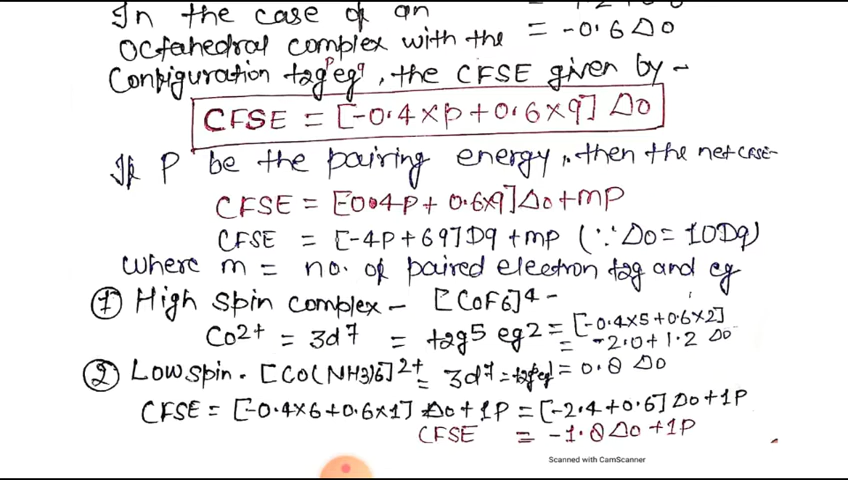 In the case of an
octahedral complex with the = -0.6 Δo
Configuration t2g^p eg^q, the CFSE given by -
CFSE = [-0.4×p+0.6×q] Δo
If P be the pairing energy, then the net CFSE-
CFSE = [-0.4P+ 0.6×q]Δo+mP
CFSE = [-4P+6q]Dq +mp (∵ Δo = 10Dq)
where m = no. of paired electron t2g and eg
① High spin complex - [CoF6]4-
Co2+ = 3d7 = t2g5 eg2 = [-0.4×5+0.6×2]
= -2.0+1.2 Δo
② Low spin. [Co(NH3)6]2+ = 3d7 = t2g6eg1 = 0.8 Δo
CFSE = [-0.4×6+0.6×1] Δo+1P = [-2.4+0.6] Δo+1P
CFSE = -1.8Δo+1P
Scanned with CamScanner